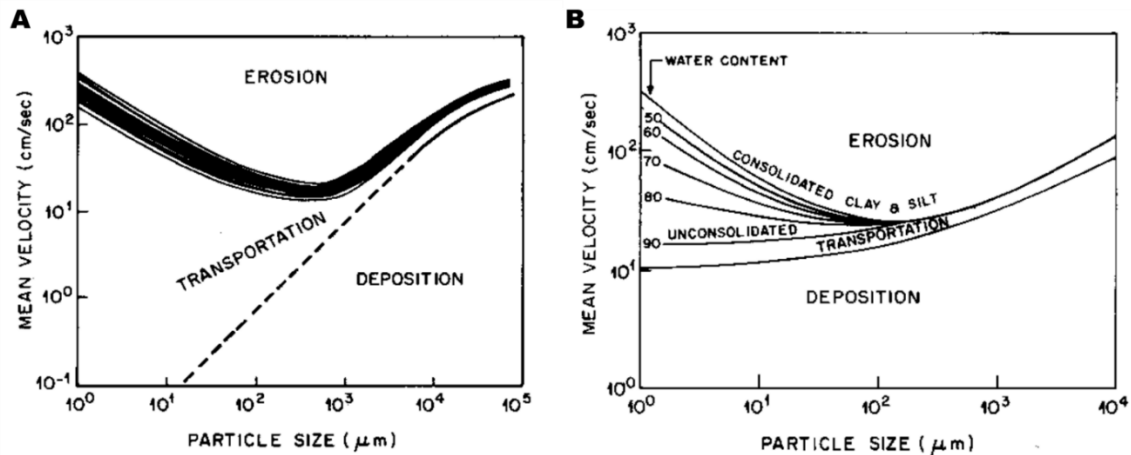 A
MEAN VELOCITY (cm/sec)
10³
10²
10¹
10⁰
10⁻¹
EROSION
TRANSPORTATION
DEPOSITION
10⁰ 10¹ 10² 10³ 10⁴ 10⁵
PARTICLE SIZE (μm)
B
MEAN VELOCITY (cm/sec)
10³
10²
10¹
10⁰
WATER CONTENT
50
60
70
80
90
EROSION
CONSOLIDATED CLAY & SILT
UNCONSOLIDATED
TRANSPORTATION
DEPOSITION
10⁰ 10¹ 10² 10³ 10⁴
PARTICLE SIZE (μm)